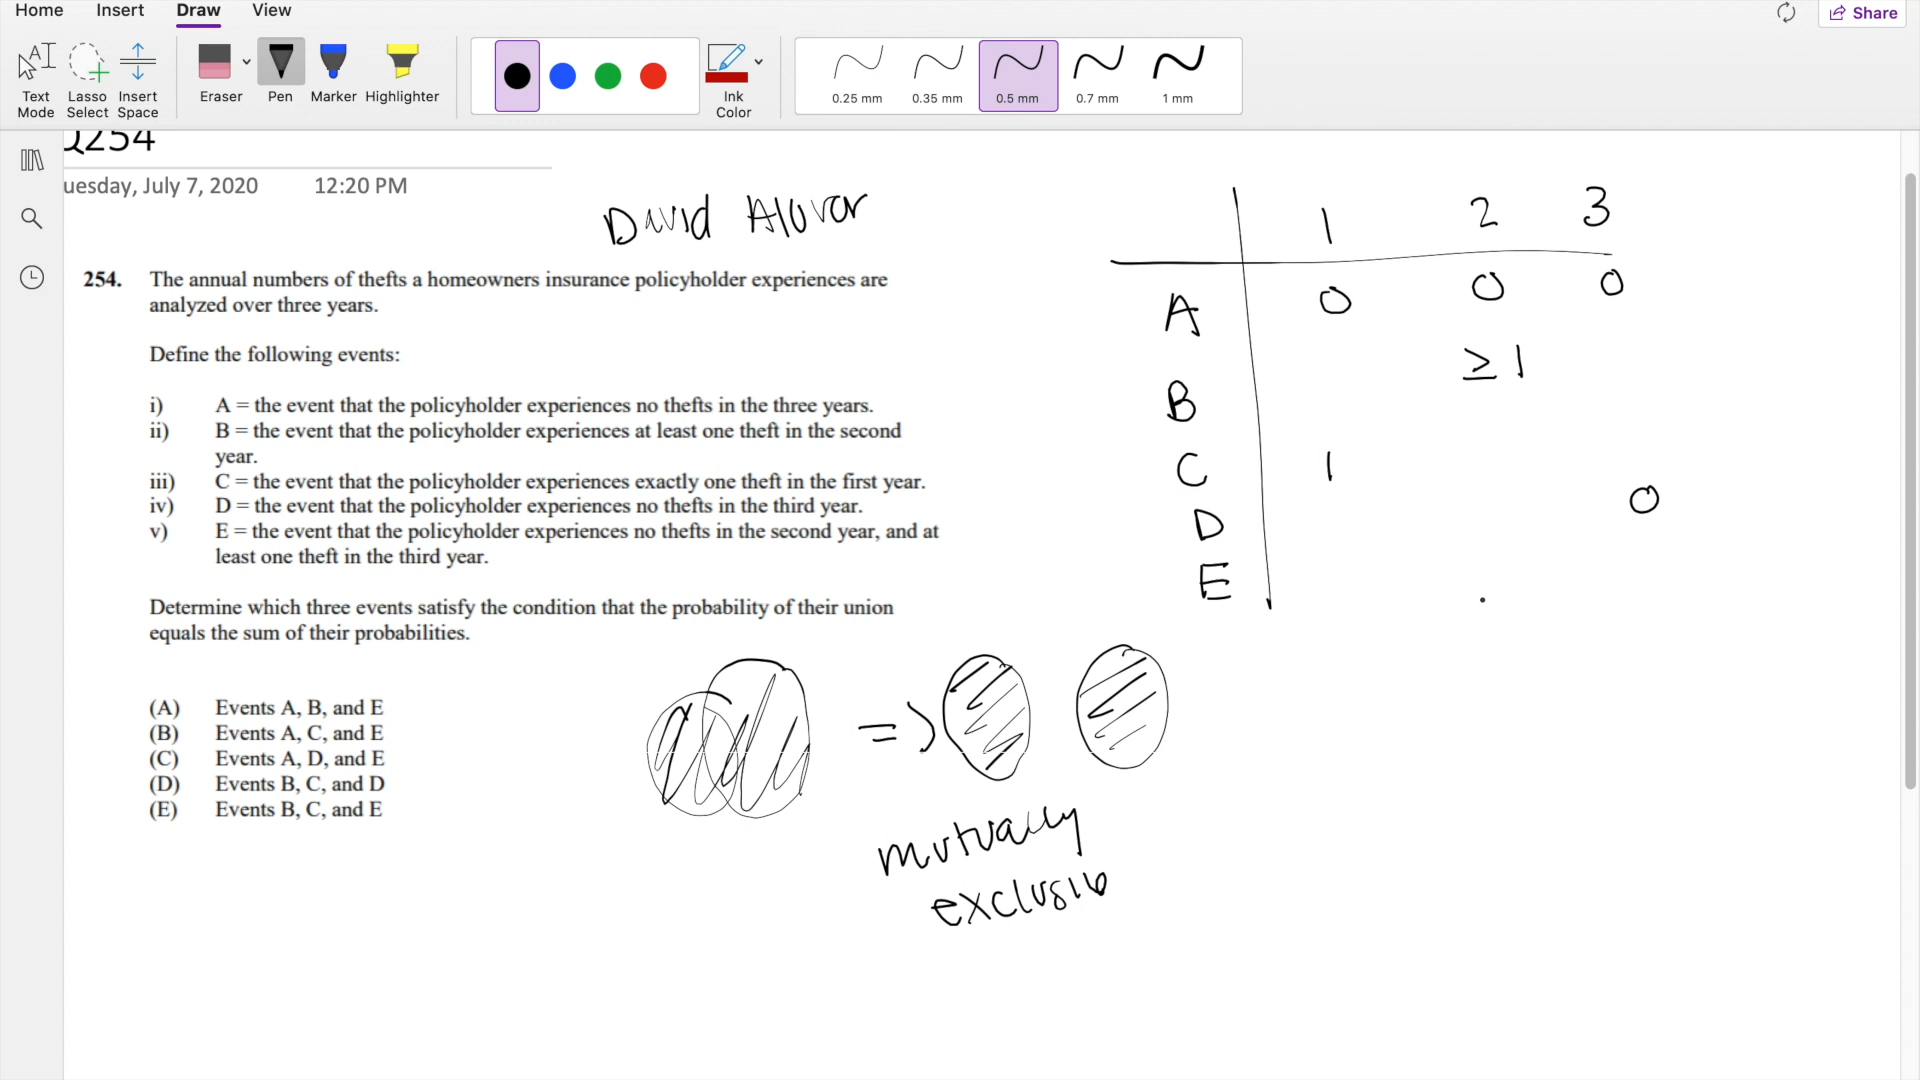 Home Insert Draw View
Share
AI
Text Mode
Lasso Select
Insert Space
Eraser
Pen
Marker
Highlighter
Ink Color
0.25 mm
0.35 mm
0.5 mm
0.7 mm
1 mm
Q254
uesday, July 7, 2020 12:20 PM
David
254. The annual numbers of thefts a homeowners insurance policyholder experiences are
analyzed over three years.
Define the following events:
i) A = the event that the policyholder experiences no thefts in the three years.
ii) B = the event that the policyholder experiences at least one theft in the second
year.
iii) C = the event that the policyholder experiences exactly one theft in the first year.
iv) D = the event that the policyholder experiences no thefts in the third year.
v) E = the event that the policyholder experiences no thefts in the second year, and at
least one theft in the third year.
Determine which three events satisfy the condition that the probability of their union
equals the sum of their probabilities.
(A) Events A, B, and E
(B) Events A, C, and E
(C) Events A, D, and E
(D) Events B, C, and D
(E) Events B, C, and E
1 2 3
A 0 0 0
B ≥ 1
C 1
D 0
E
=>
mutually
exclusiv